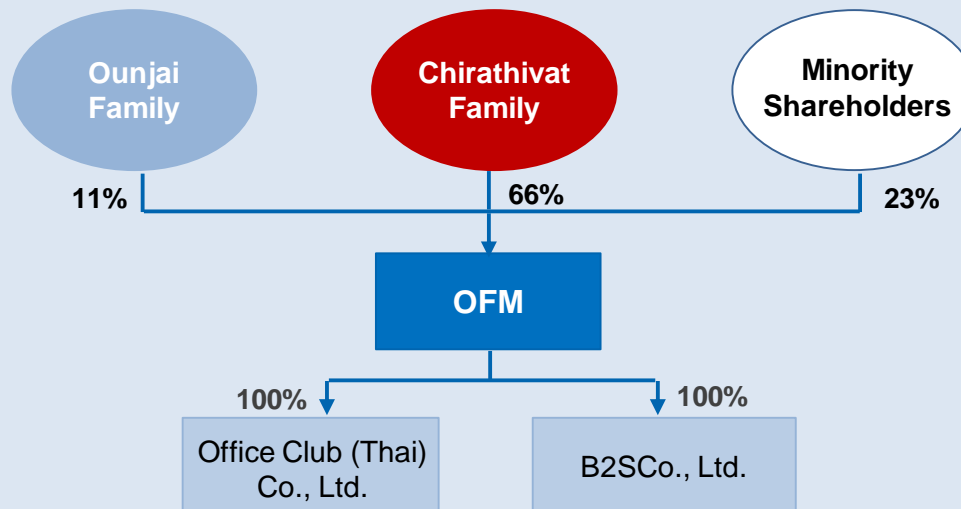 Ounjai
Family
Chirathivat
Family
Minority
Shareholders
11%
66%
23%
OFM
100%
100%
Office Club (Thai)
Co., Ltd.
B2SCo., Ltd.